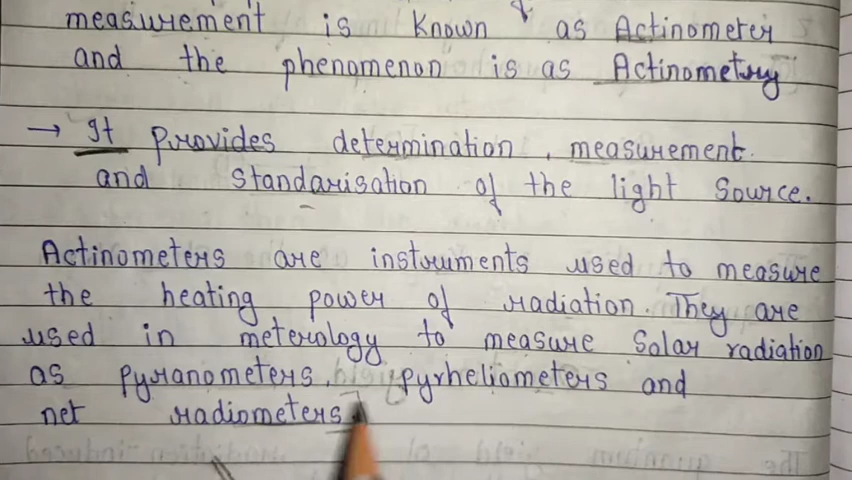 measurement is known as Actinometer
and the phenomenon is as Actinometry
→ It provides determination, measurement
and standarisation of the light source.
Actinometers are instruments used to measure
the heating power of radiation. They are
used in meterology to measure solar radiation
as pyranometers, pyrheliometers and
net radiometers